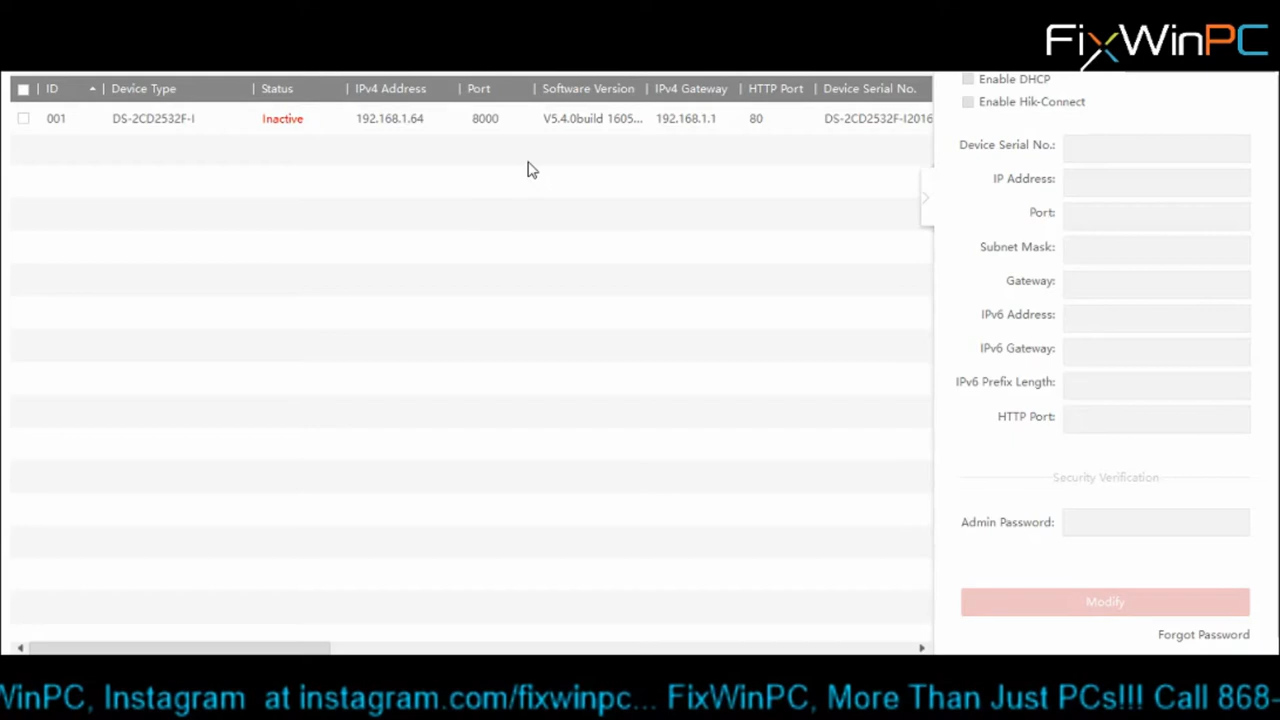 FixWinPC
ID | Device Type | Status | IPv4 Address | Port | Software Version | IPv4 Gateway | HTTP Port | Device Serial No.
001 DS-2CD2532F-I Inactive 192.168.1.64 8000 V5.4.0build 1605... 192.168.1.1 80 DS-2CD2532F-I2016
Enable DHCP
Enable Hik-Connect
Device Serial No.:
IP Address:
Port:
Subnet Mask:
Gateway:
IPv6 Address:
IPv6 Gateway:
IPv6 Prefix Length:
HTTP Port:
Security Verification
Admin Password:
Modify
Forgot Password
WinPC, Instagram at instagram.com/fixwinpc... FixWinPC, More Than Just PCs!!! Call 868-